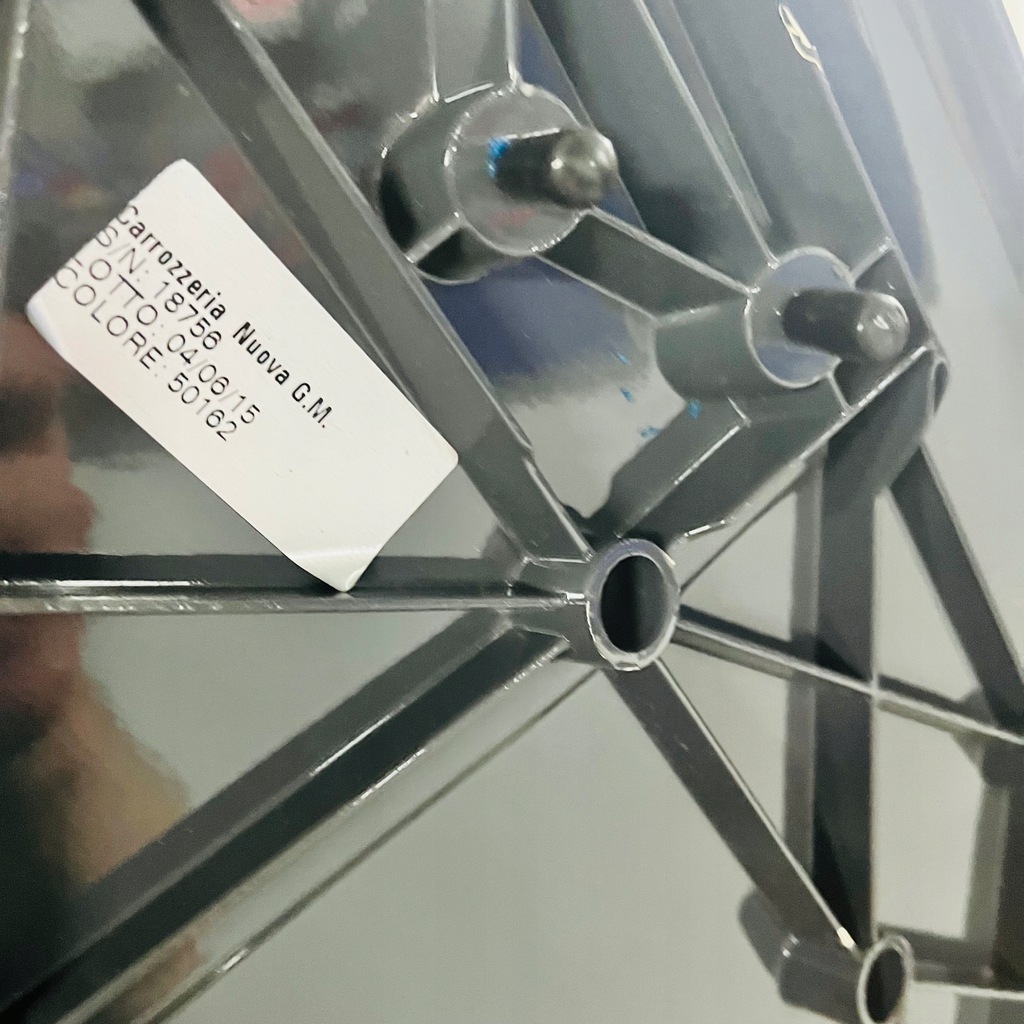 Carrozzeria Nuova G.M.
S/N: 18756
LOTTO: 04/06/15
COLORE: 50162